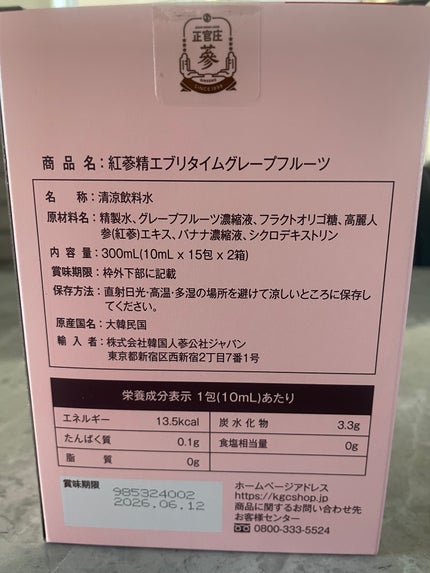 正官庄
蔘
SINCE 1899
商品名：紅蔘精エブリタイムグレープフルーツ
名称：清涼飲料水
原材料名：精製水、グレープフルーツ濃縮液、フラクトオリゴ糖、高麗人
参(紅蔘)エキス、バナナ濃縮液、シクロデキストリン
内容量：300mL(10mL x 15包 x 2箱)
賞味期限：枠外下部に記載
保存方法：直射日光·高温·多湿の場所を避けて涼しいところに保存し
てください。
原産国名：大韓民国
輸入者：株式会社韓国人蔘公社ジャパン
東京都新宿区西新宿2丁目7番1号
栄養成分表示 1包(10mL)あたり
エネルギー 13.5kcal 炭水化物 3.3g
たんぱく質 0.1g 食塩相当量 0g
脂質 0g
賞味期限
985324002
2026.06.12
ホームページアドレス
https://kgcshop.jp
商品に関するお問い合わせ先
お客様センター
0800-333-5524